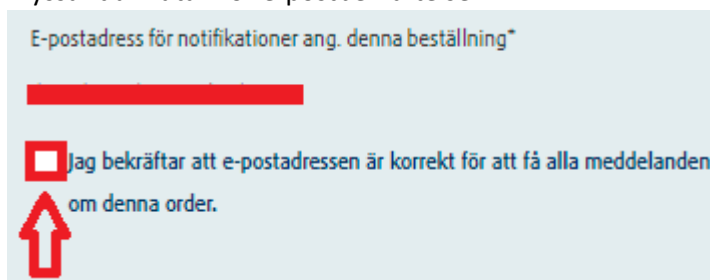 E-postadress för notifikationer ang. denna beställning*
Jag bekräftar att e-postadressen är korrekt för att få alla meddelanden
om denna order.